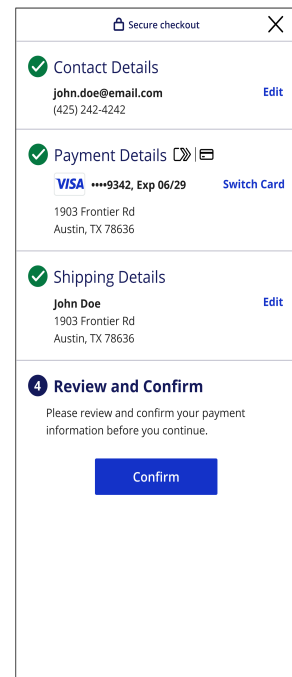 Secure checkout
Contact Details
john.doe@email.com
Edit
(425) 242-4242
Payment Details
VISA ••••9342, Exp 06/29
Switch Card
1903 Frontier Rd
Austin, TX 78636
Shipping Details
John Doe
Edit
1903 Frontier Rd
Austin, TX 78636
4 Review and Confirm
Please review and confirm your payment
information before you continue.
Confirm